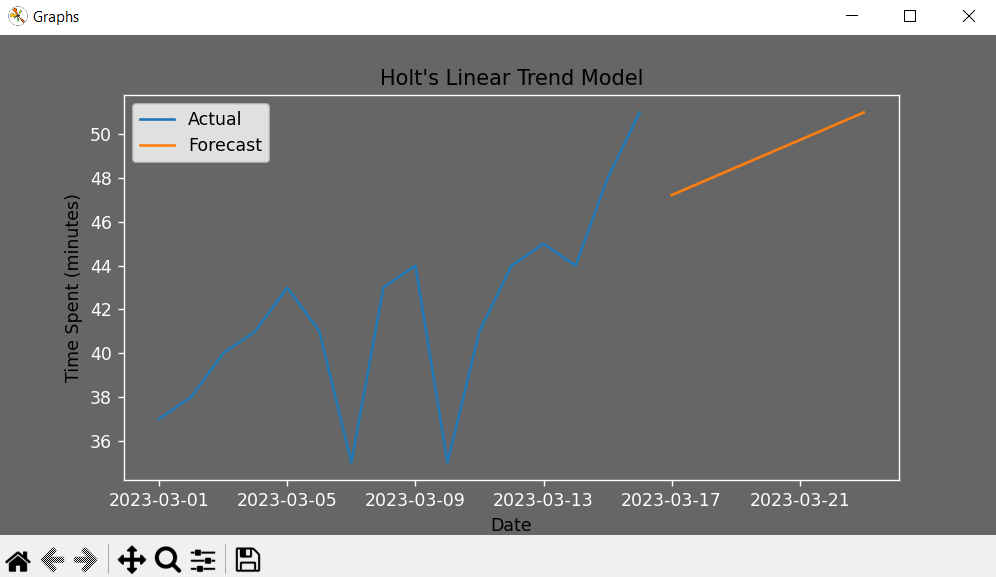 Graphs
Holt's Linear Trend Model
Actual
Forecast
Time Spent (minutes)
50
48
46
44
42
40
38
36
2023-03-01 2023-03-05 2023-03-09 2023-03-13 2023-03-17 2023-03-21
Date